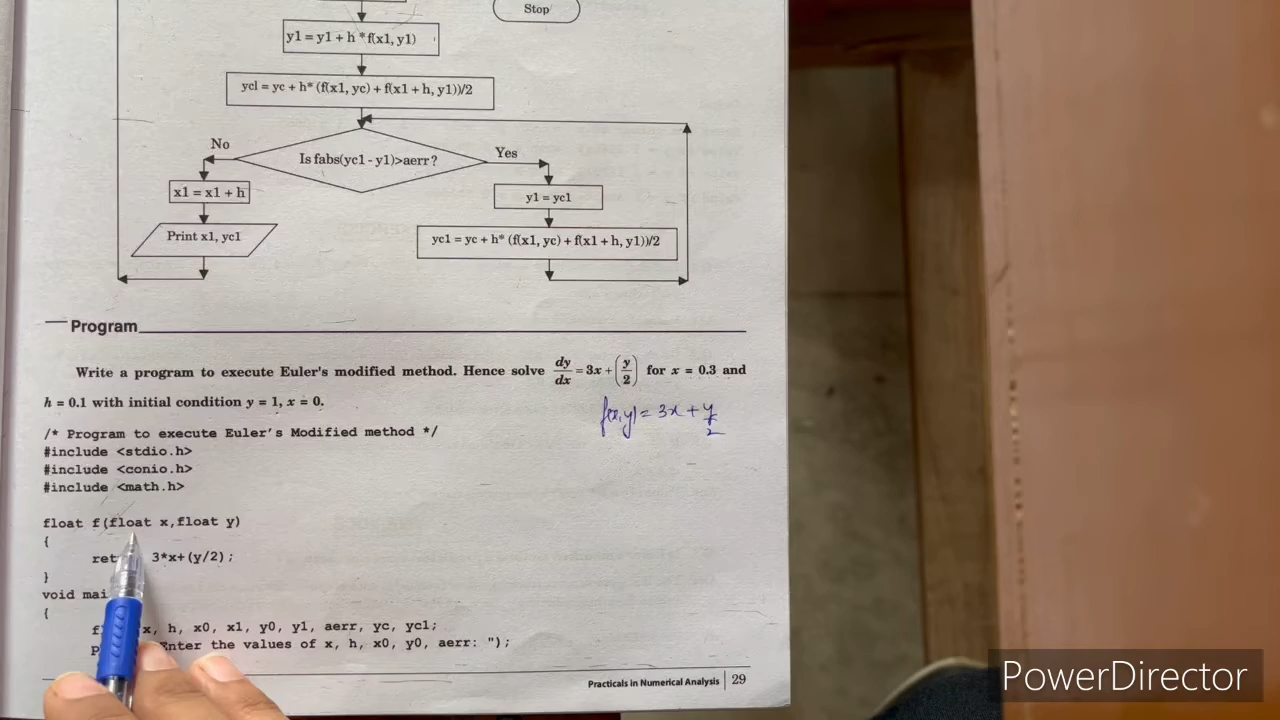 Stop
y1 = y1 + h * f(x1, y1)
ycl = yc + h* (f(x1, yc) + f(x1 + h, y1))/2
No
Is fabs(yc1 - y1)>aerr?
Yes
x1 = x1 + h
y1 = yc1
Print x1, yc1
yc1 = yc + h* (f(x1, yc) + f(x1 + h, y1))/2
Program
Write a program to execute Euler's modified method. Hence solve dy/dx = 3x + (y/2) for x = 0.3 and
h = 0.1 with initial condition y = 1, x = 0.
f(x,y) = 3x + y/2
/* Program to execute Euler's Modified method */
#include <stdio.h>
#include <conio.h>
#include <math.h>
float f(float x,float y)
{
3*x+(y/2);
}
void
{
x, h, x0, x1, y0, y1, aerr, yc, yc1;
Enter the values of x, h, x0, y0, aerr: ");
Practicals in Numerical Analysis | 29
PowerDirector